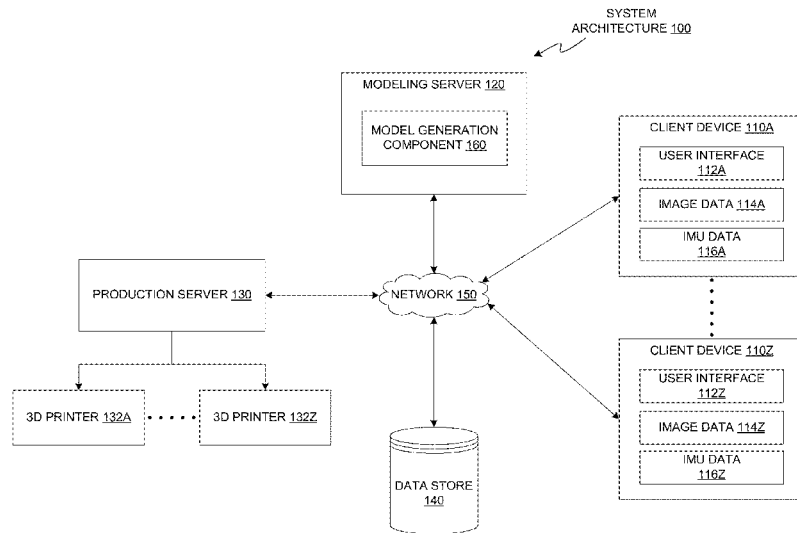 SYSTEM
ARCHITECTURE 100
MODELING SERVER 120
MODEL GENERATION
COMPONENT 160
CLIENT DEVICE 110A
USER INTERFACE
112A
IMAGE DATA 114A
IMU DATA
116A
PRODUCTION SERVER 130
NETWORK 150
CLIENT DEVICE 110Z
USER INTERFACE
112Z
IMAGE DATA 114Z
IMU DATA
116Z
3D PRINTER 132A
3D PRINTER 132Z
DATA STORE
140